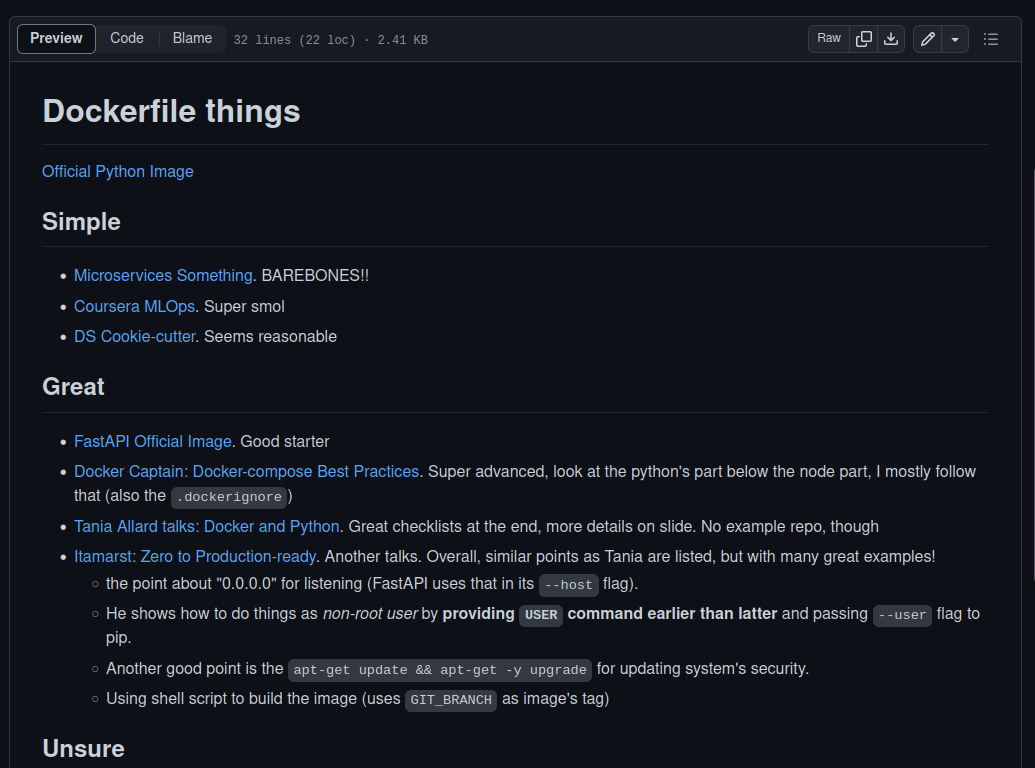 Preview Code Blame 32 lines (22 loc) · 2.41 KB Raw
Dockerfile things
Official Python Image
Simple
• Microservices Something. BAREBONES!!
• Coursera MLOps. Super smol
• DS Cookie-cutter. Seems reasonable
Great
• FastAPI Official Image. Good starter
• Docker Captain: Docker-compose Best Practices. Super advanced, look at the python's part below the node part, I mostly follow
that (also the .dockerignore)
• Tania Allard talks: Docker and Python. Great checklists at the end, more details on slide. No example repo, though
• Itamarst: Zero to Production-ready. Another talks. Overall, similar points as Tania are listed, but with many great examples!
○ the point about "0.0.0.0" for listening (FastAPI uses that in its --host flag).
○ He shows how to do things as non-root user by providing USER command earlier than latter and passing --user flag to
pip.
○ Another good point is the apt-get update && apt-get -y upgrade for updating system's security.
○ Using shell script to build the image (uses GIT_BRANCH as image's tag)
Unsure